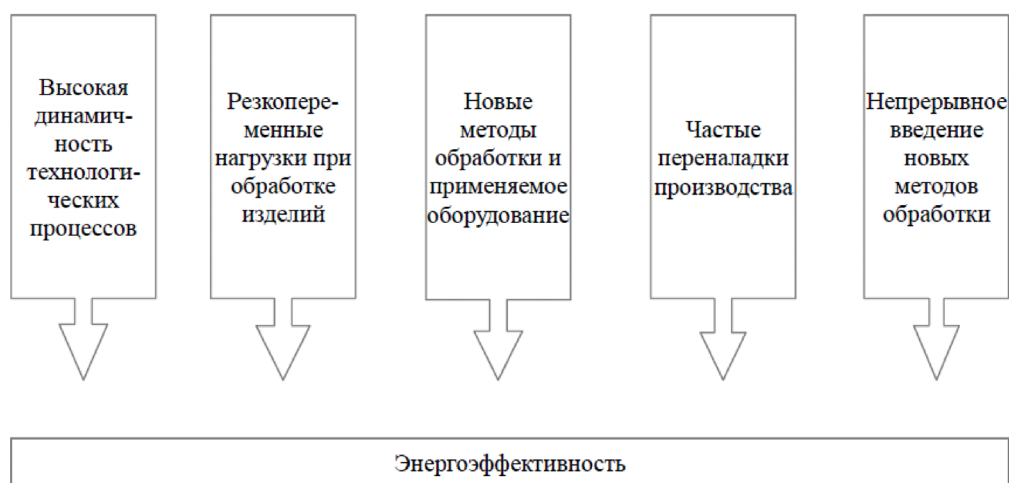 Высокая
динамич-
ность
технологи-
ческих
процессов
Резкопере-
менные
нагрузки при
обработке
изделий
Новые
методы
обработки и
применяемое
оборудование
Частые
переналадки
производства
Непрерывное
введение
новых
методов
обработки
Энергоэффективность